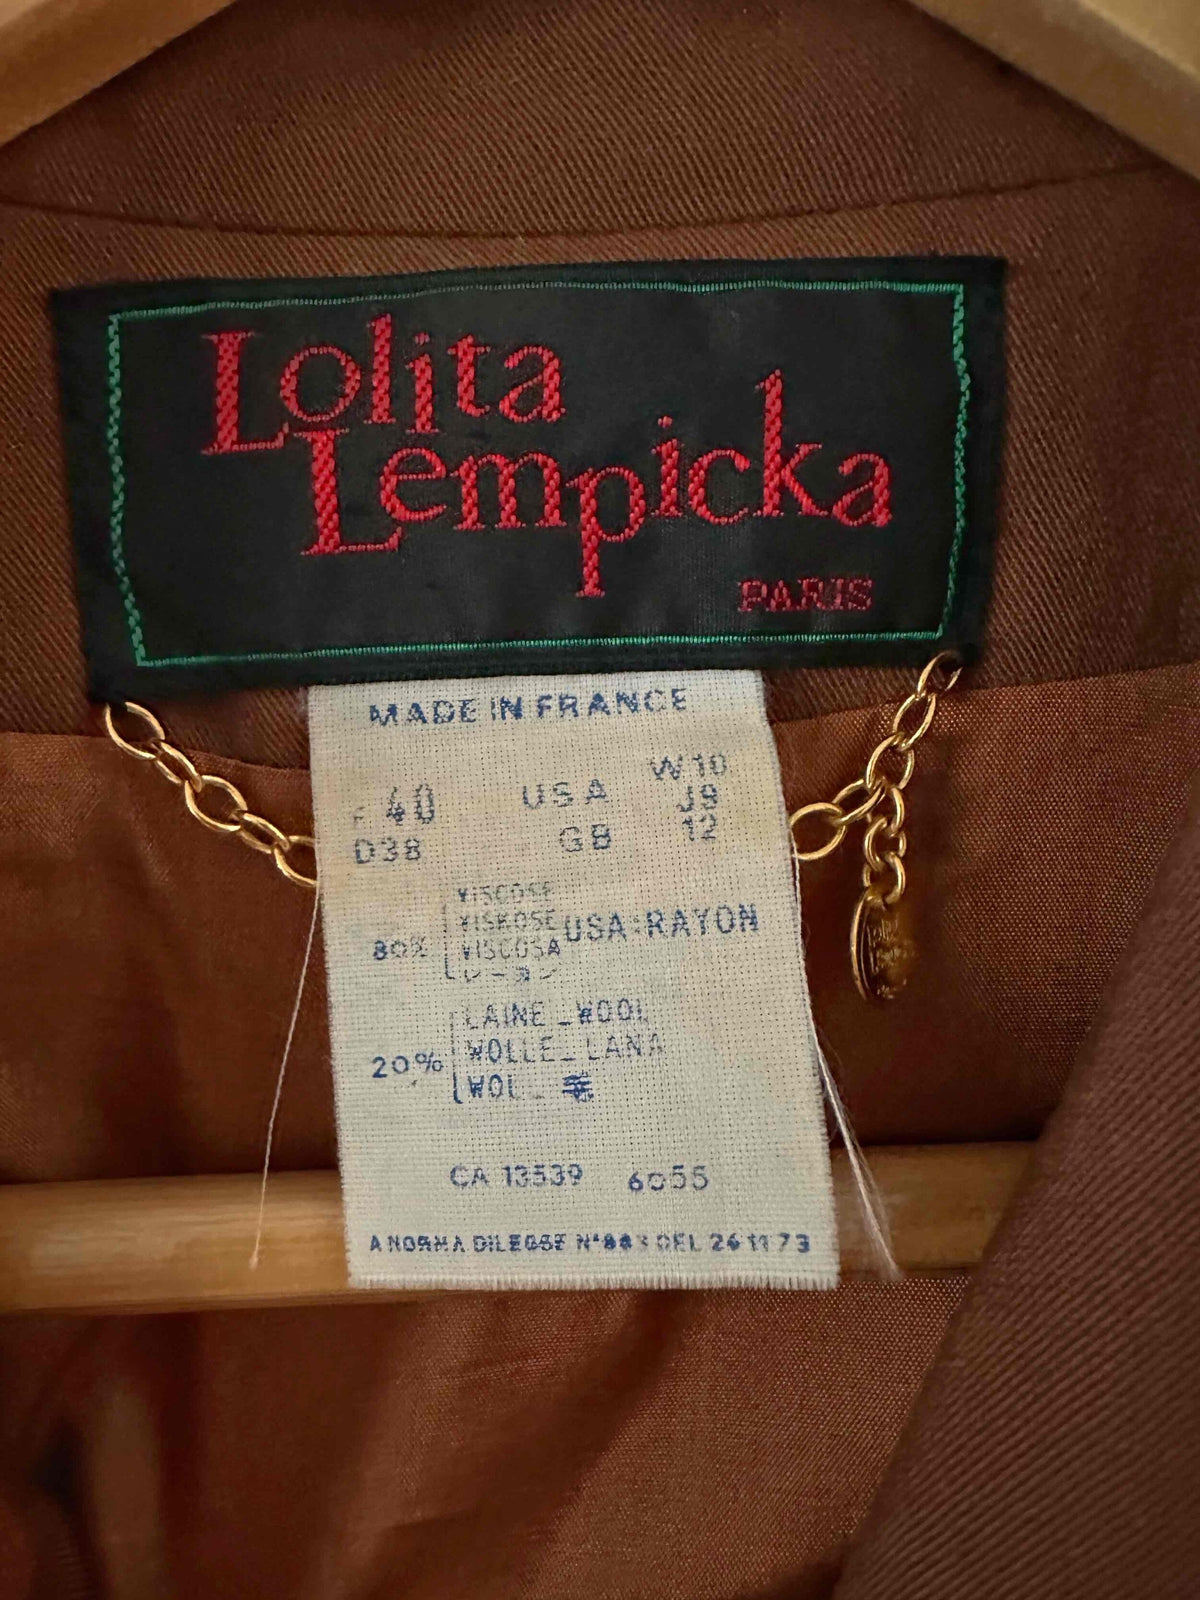 Lolita
Lempicka
PARIS
MADE IN FRANCE
F 40 USA W10 J9
D38 GB 12
80% VISCOSE
VISKOSE USA:RAYON
VISCOSA
レーヨン
20% LAINE_WOOL
WOLLE_LANA
WOL_毛
CA 13539 6055
A NORMA DI LEGGE N°883 DEL 26 11 73